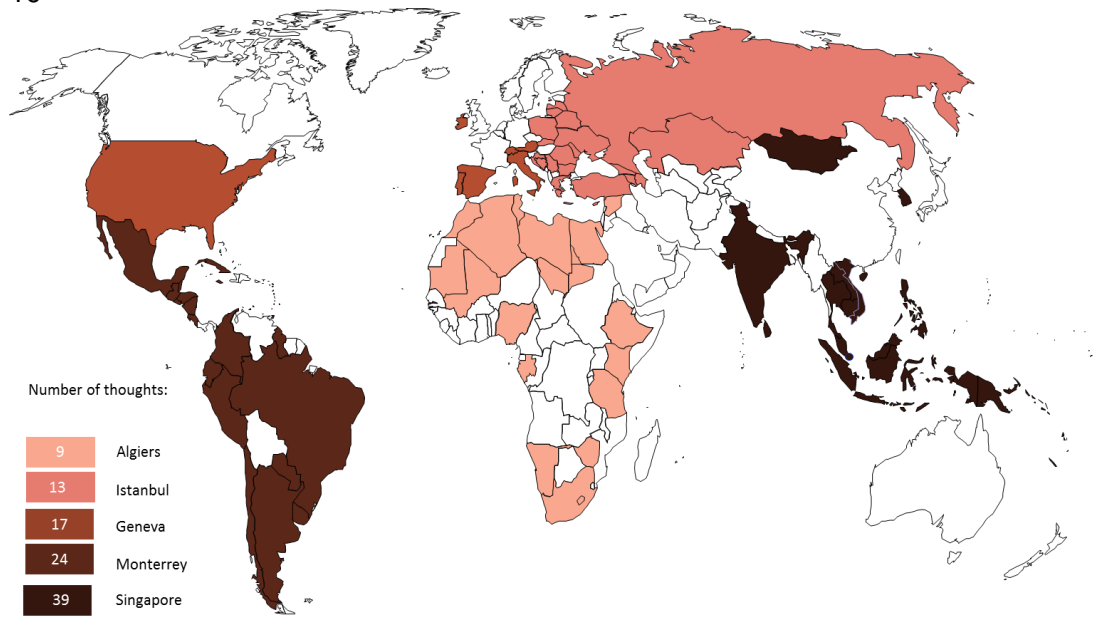 Number of thoughts:
9 Algiers
13 Istanbul
17 Geneva
24 Monterrey
39 Singapore